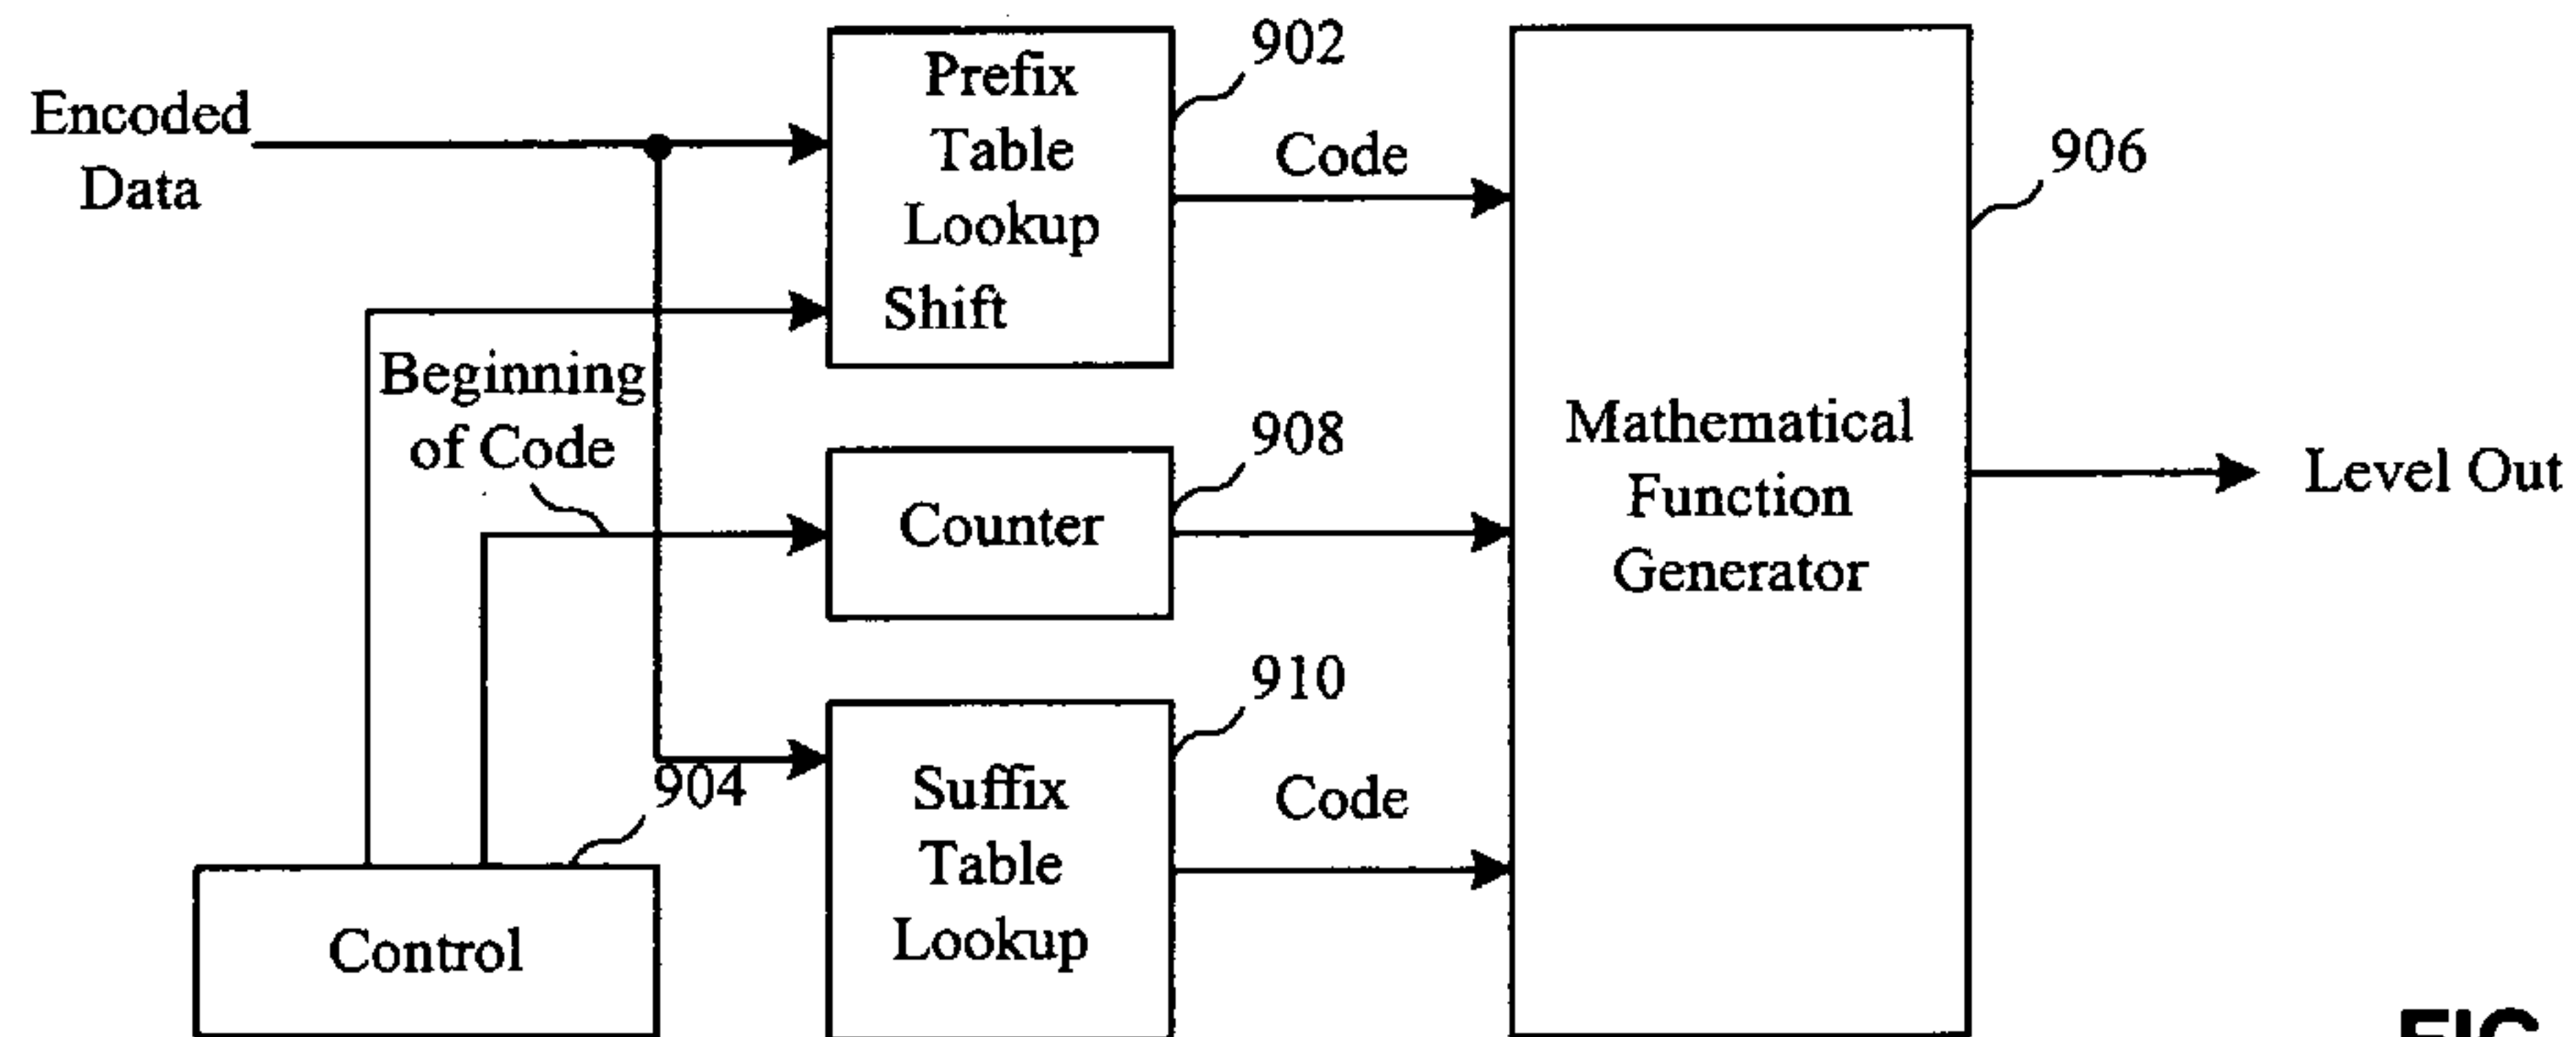 Encoded
Data
Prefix
Table
Lookup
Shift
902
Code
906
Beginning
of Code
908
Counter
Mathematical
Function
Generator
Level Out
910
904
Suffix
Table
Lookup
Code
Control